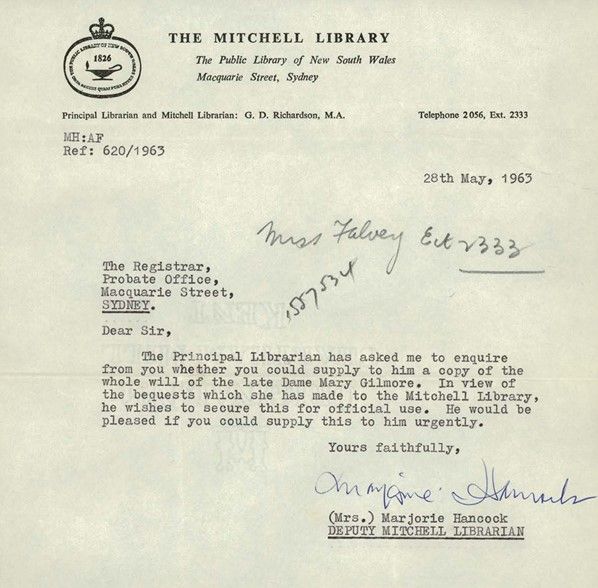 1826
THE MITCHELL LIBRARY
The Public Library of New South Wales
Macquarie Street, Sydney
Principal Librarian and Mitchell Librarian: G. D. Richardson, M.A.
Telephone 2056, Ext. 2333
MH:AF
Ref: 620/1963
28th May, 1963
Miss Falvey Ext 2333
557534
The Registrar,
Probate Office,
Macquarie Street,
SYDNEY.
Dear Sir,
The Principal Librarian has asked me to enquire
from you whether you could supply to him a copy of the
whole will of the late Dame Mary Gilmore. In view of
the bequests which she has made to the Mitchell Library,
he wishes to secure this for official use. He would be
pleased if you could supply this to him urgently.
Yours faithfully,
Marjorie Hancock
(Mrs.) Marjorie Hancock
DEPUTY MITCHELL LIBRARIAN